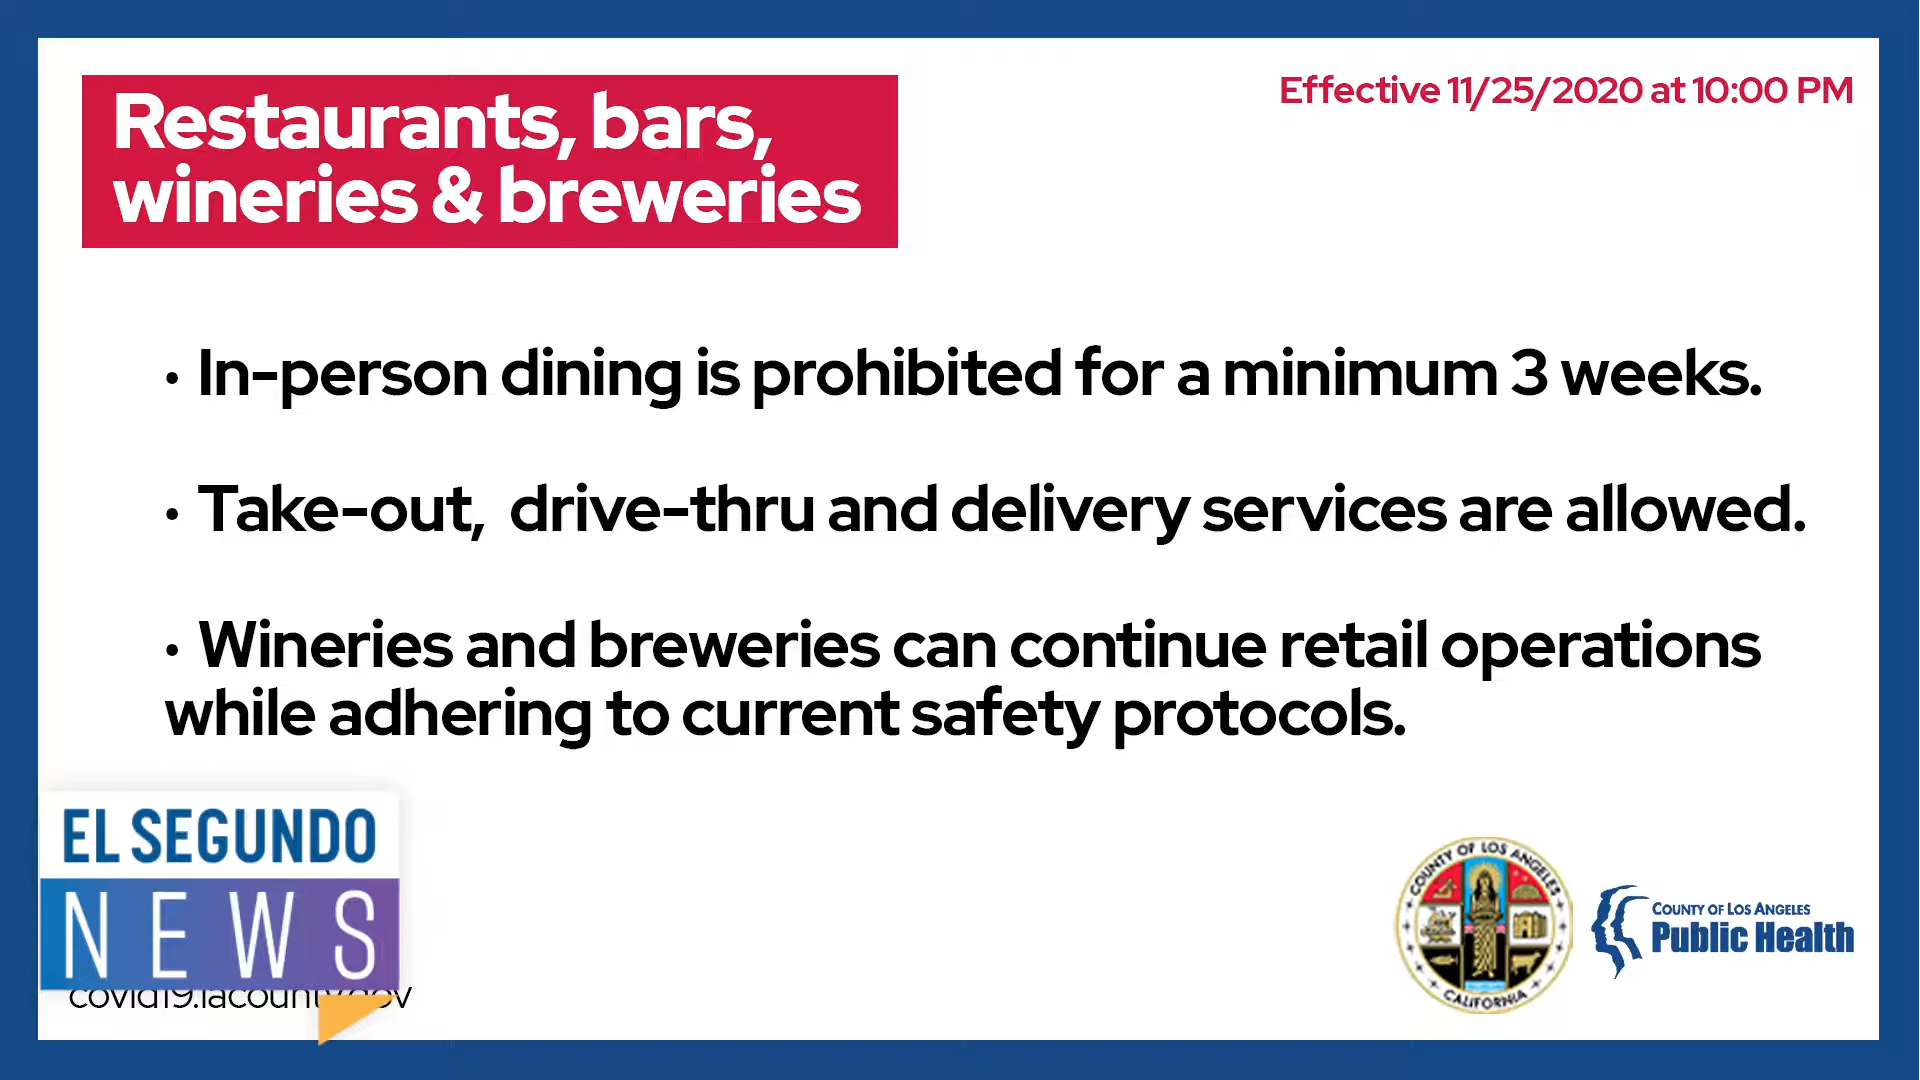 Restaurants, bars,
wineries & breweries
Effective 11/25/2020 at 10:00 PM
• In-person dining is prohibited for a minimum 3 weeks.
• Take-out, drive-thru and delivery services are allowed.
• Wineries and breweries can continue retail operations
while adhering to current safety protocols.
EL SEGUNDO
NEWS
covid19.lacounty.gov
COUNTY OF LOS ANGELES
CALIFORNIA
COUNTY OF LOS ANGELES
Public Health